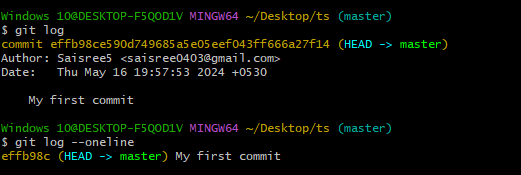 Windows 10@DESKTOP-F5QOD1V MINGW64 ~/Desktop/ts (master)
$ git log
commit effb98ce590d749685a5e05eef043ff666a27f14 (HEAD -> master)
Author: Saisree5 <saisree0403@gmail.com>
Date:   Thu May 16 19:57:53 2024 +0530
    My first commit
Windows 10@DESKTOP-F5QOD1V MINGW64 ~/Desktop/ts (master)
$ git log --oneline
effb98c (HEAD -> master) My first commit